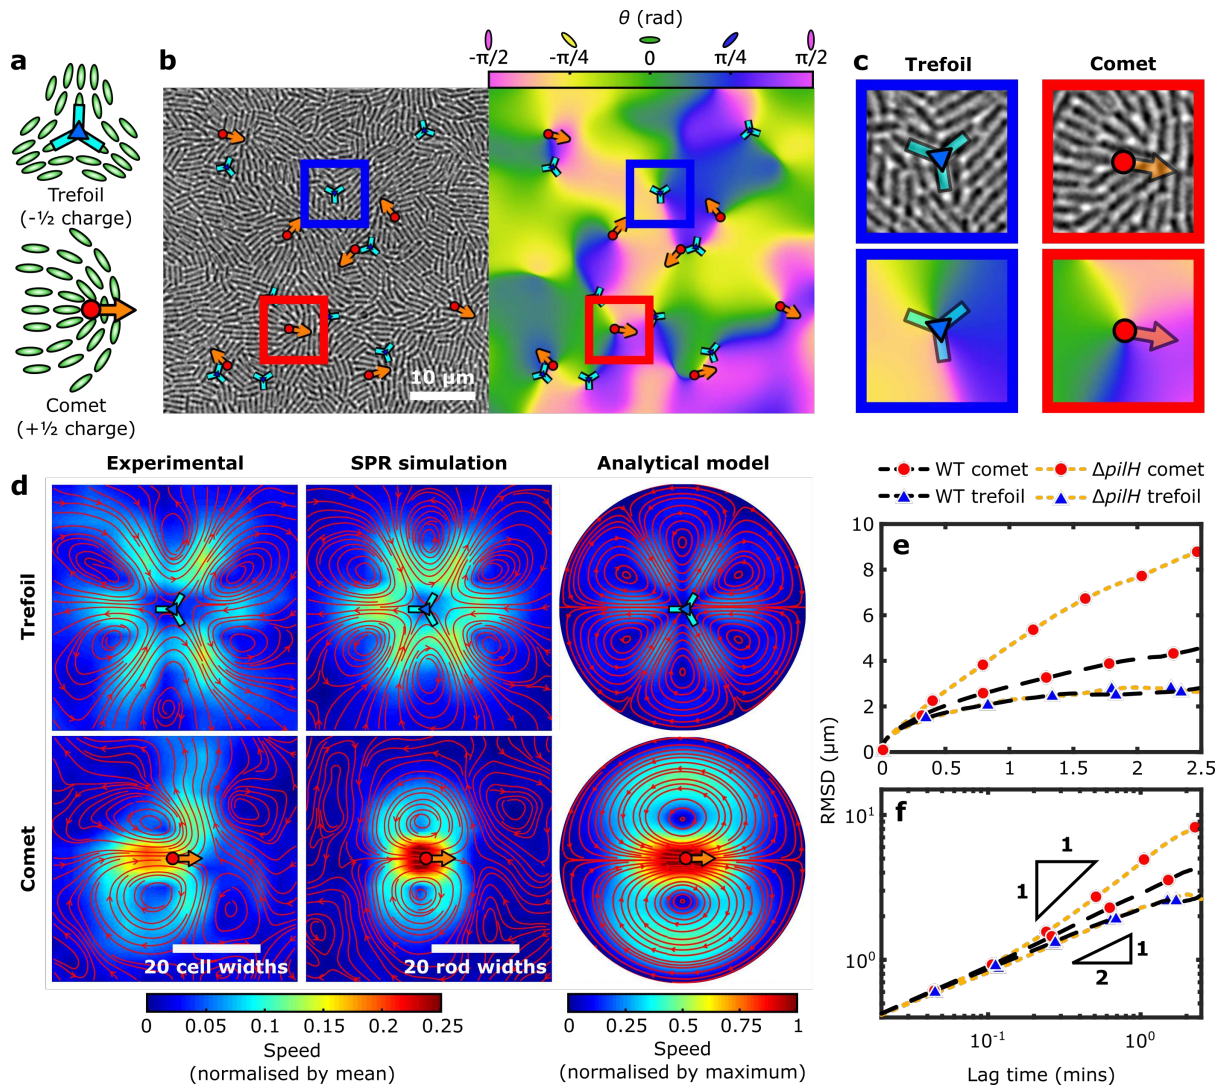 a
Trefoil
(-½ charge)
Comet
(+½ charge)
b
θ (rad)
-π/2 -π/4 0 π/4 π/2
10 µm
c
Trefoil Comet
d
Experimental SPR simulation Analytical model
Trefoil
Comet
20 cell widths
20 rod widths
0 0.05 0.1 0.15 0.2 0.25
Speed
(normalised by mean)
0 0.25 0.5 0.75 1
Speed
(normalised by maximum)
WT comet ΔpilH comet
WT trefoil ΔpilH trefoil
e
10
8
6
4
2
0
0 0.5 1 1.5 2 2.5
RMSD (µm)
f
10¹
10⁰
1
1
1
2
10⁻¹ 10⁰
Lag time (mins)